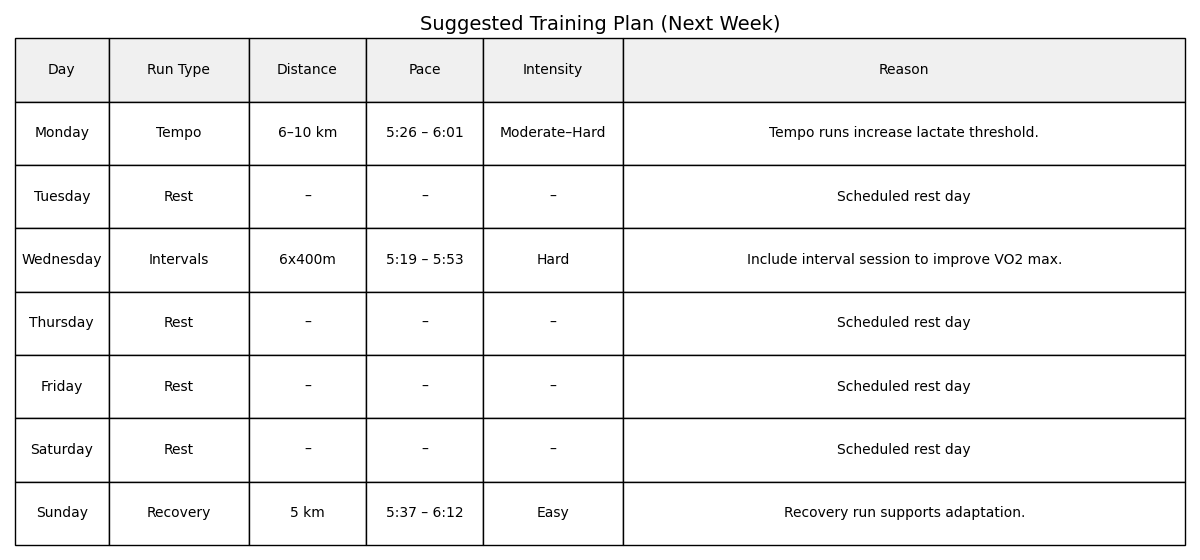 Suggested Training Plan (Next Week)
Day Run Type Distance Pace Intensity Reason
Monday Tempo 6–10 km 5:26 – 6:01 Moderate–Hard Tempo runs increase lactate threshold.
Tuesday Rest – – – Scheduled rest day
Wednesday Intervals 6x400m 5:19 – 5:53 Hard Include interval session to improve VO2 max.
Thursday Rest – – – Scheduled rest day
Friday Rest – – – Scheduled rest day
Saturday Rest – – – Scheduled rest day
Sunday Recovery 5 km 5:37 – 6:12 Easy Recovery run supports adaptation.